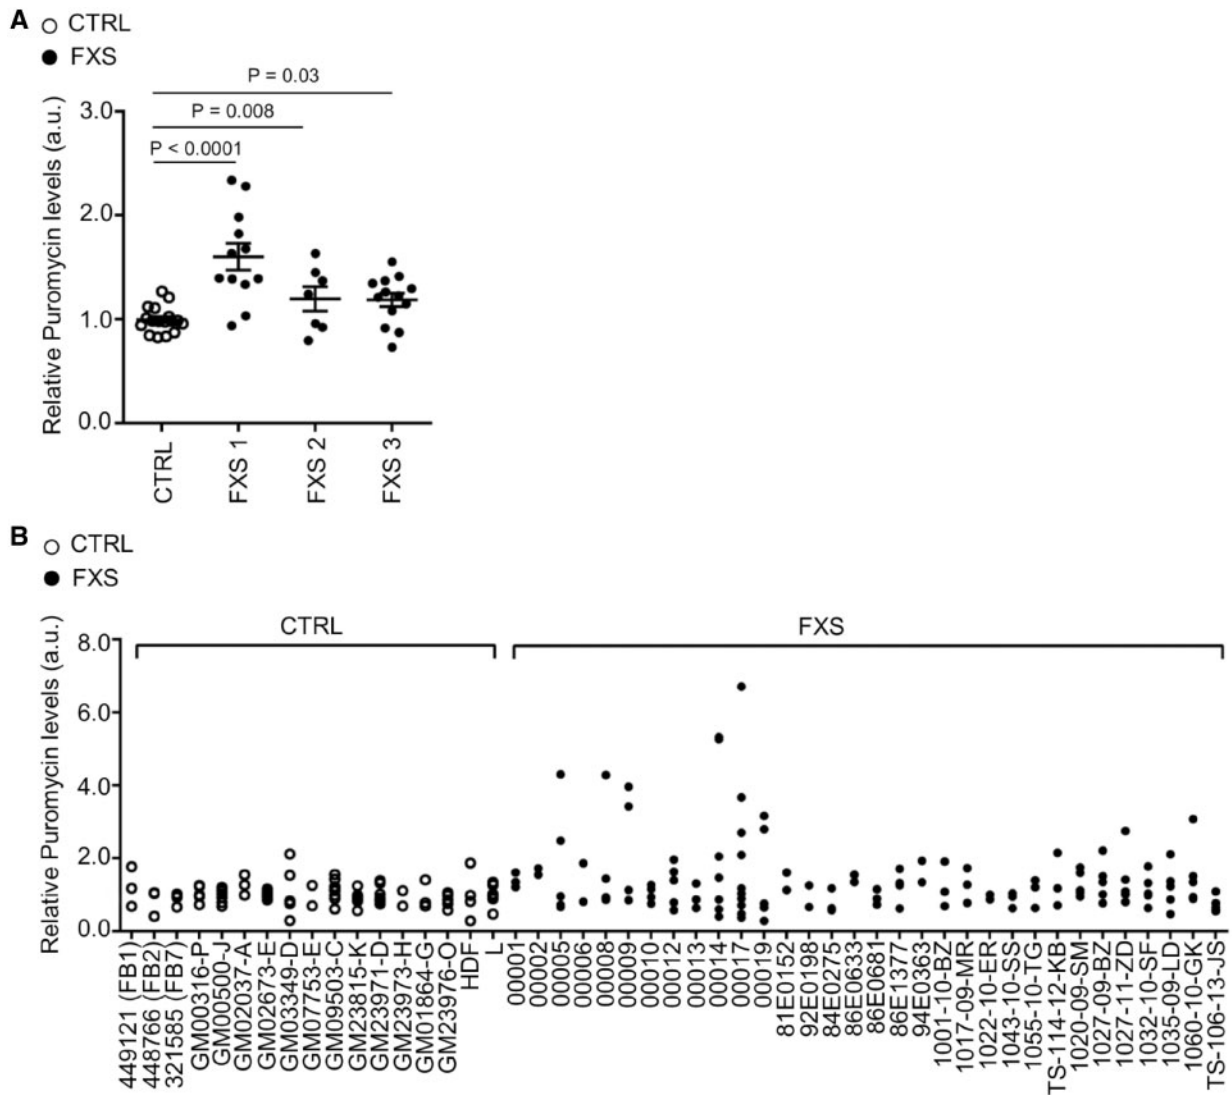 A
CTRL
FXS
P = 0.03
P = 0.008
P < 0.0001
Relative Puromycin levels (a.u.)
3.0
2.0
1.0
0.0
CTRL
FXS 1
FXS 2
FXS 3
B
CTRL
FXS
CTRL
FXS
Relative Puromycin levels (a.u.)
8.0
6.0
4.0
2.0
0.0
449121 (FB1)
448766 (FB2)
321585 (FB7)
GM00316-P
GM00500-J
GM02037-A
GM02673-E
GM03349-D
GM07753-E
GM09503-C
GM23815-K
GM23971-D
GM23973-H
GM01864-G
GM23976-O
HDF
L
00001
00002
00005
00006
00008
00009
00010
00012
00013
00014
00017
00019
81E0152
92E01198
84E0275
86E0633
86E0681
86E1377
94E0363
1001-10-BZ
1017-09-MR
1022-10-ER
1043-10-SS
1055-10-TG
TS-114-12-KB
1020-09-SM
1027-09-BZ
1027-11-ZD
1032-10-SF
1035-09-LD
1060-10-GK
TS-106-13-JS